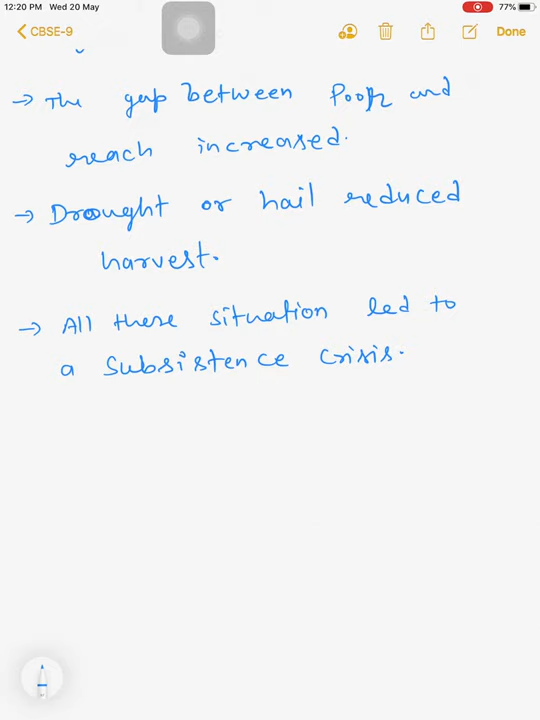 12:20 PM Wed 20 May
77%
CBSE-9
Done
→ The gap between Poor and
reach increased.
→ Drought or hail reduced
harvest.
→ All these situation led to
a Subsistence Crisis.